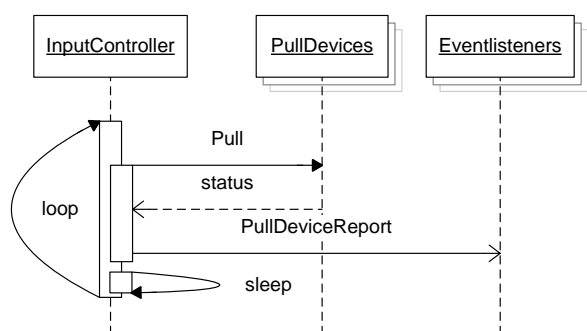 InputController
PullDevices
Eventlisteners
Pull
status
loop
PullDeviceReport
sleep